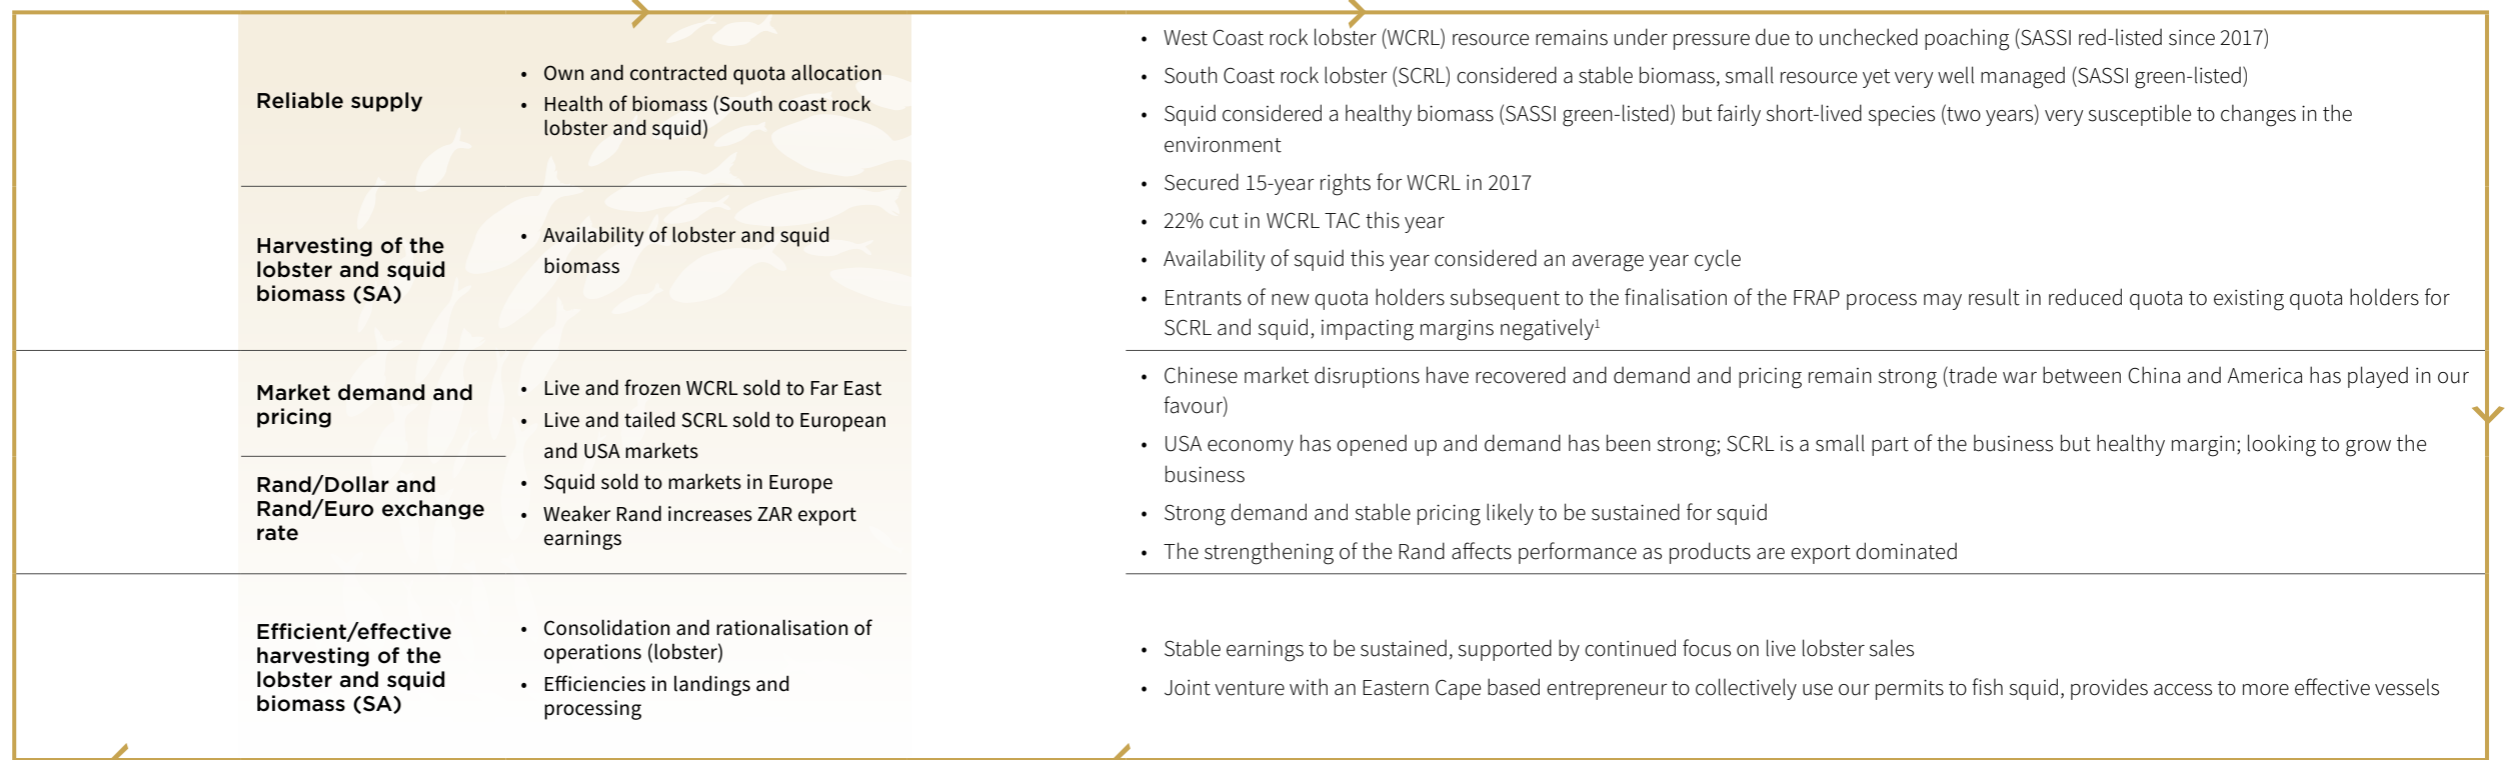 Reliable supply
• Own and contracted quota allocation
• Health of biomass (South coast rock
lobster and squid)
Harvesting of the
lobster and squid
biomass (SA)
• Availability of lobster and squid
biomass
• West Coast rock lobster (WCRL) resource remains under pressure due to unchecked poaching (SASSI red-listed since 2017)
• South Coast rock lobster (SCRL) considered a stable biomass, small resource yet very well managed (SASSI green-listed)
• Squid considered a healthy biomass (SASSI green-listed) but fairly short-lived species (two years) very susceptible to changes in the
environment
• Secured 15-year rights for WCRL in 2017
• 22% cut in WCRL TAC this year
• Availability of squid this year considered an average year cycle
• Entrants of new quota holders subsequent to the finalisation of the FRAP process may result in reduced quota to existing quota holders for
SCRL and squid, impacting margins negatively¹
Market demand and
pricing
Rand/Dollar and
Rand/Euro exchange
rate
• Live and frozen WCRL sold to Far East
• Live and tailed SCRL sold to European
and USA markets
• Squid sold to markets in Europe
• Weaker Rand increases ZAR export
earnings
• Chinese market disruptions have recovered and demand and pricing remain strong (trade war between China and America has played in our
favour)
• USA economy has opened up and demand has been strong; SCRL is a small part of the business but healthy margin; looking to grow the
business
• Strong demand and stable pricing likely to be sustained for squid
• The strengthening of the Rand affects performance as products are export dominated
Efficient/effective
harvesting of the
lobster and squid
biomass (SA)
• Consolidation and rationalisation of
operations (lobster)
• Efficiencies in landings and
processing
• Stable earnings to be sustained, supported by continued focus on live lobster sales
• Joint venture with an Eastern Cape based entrepreneur to collectively use our permits to fish squid, provides access to more effective vessels